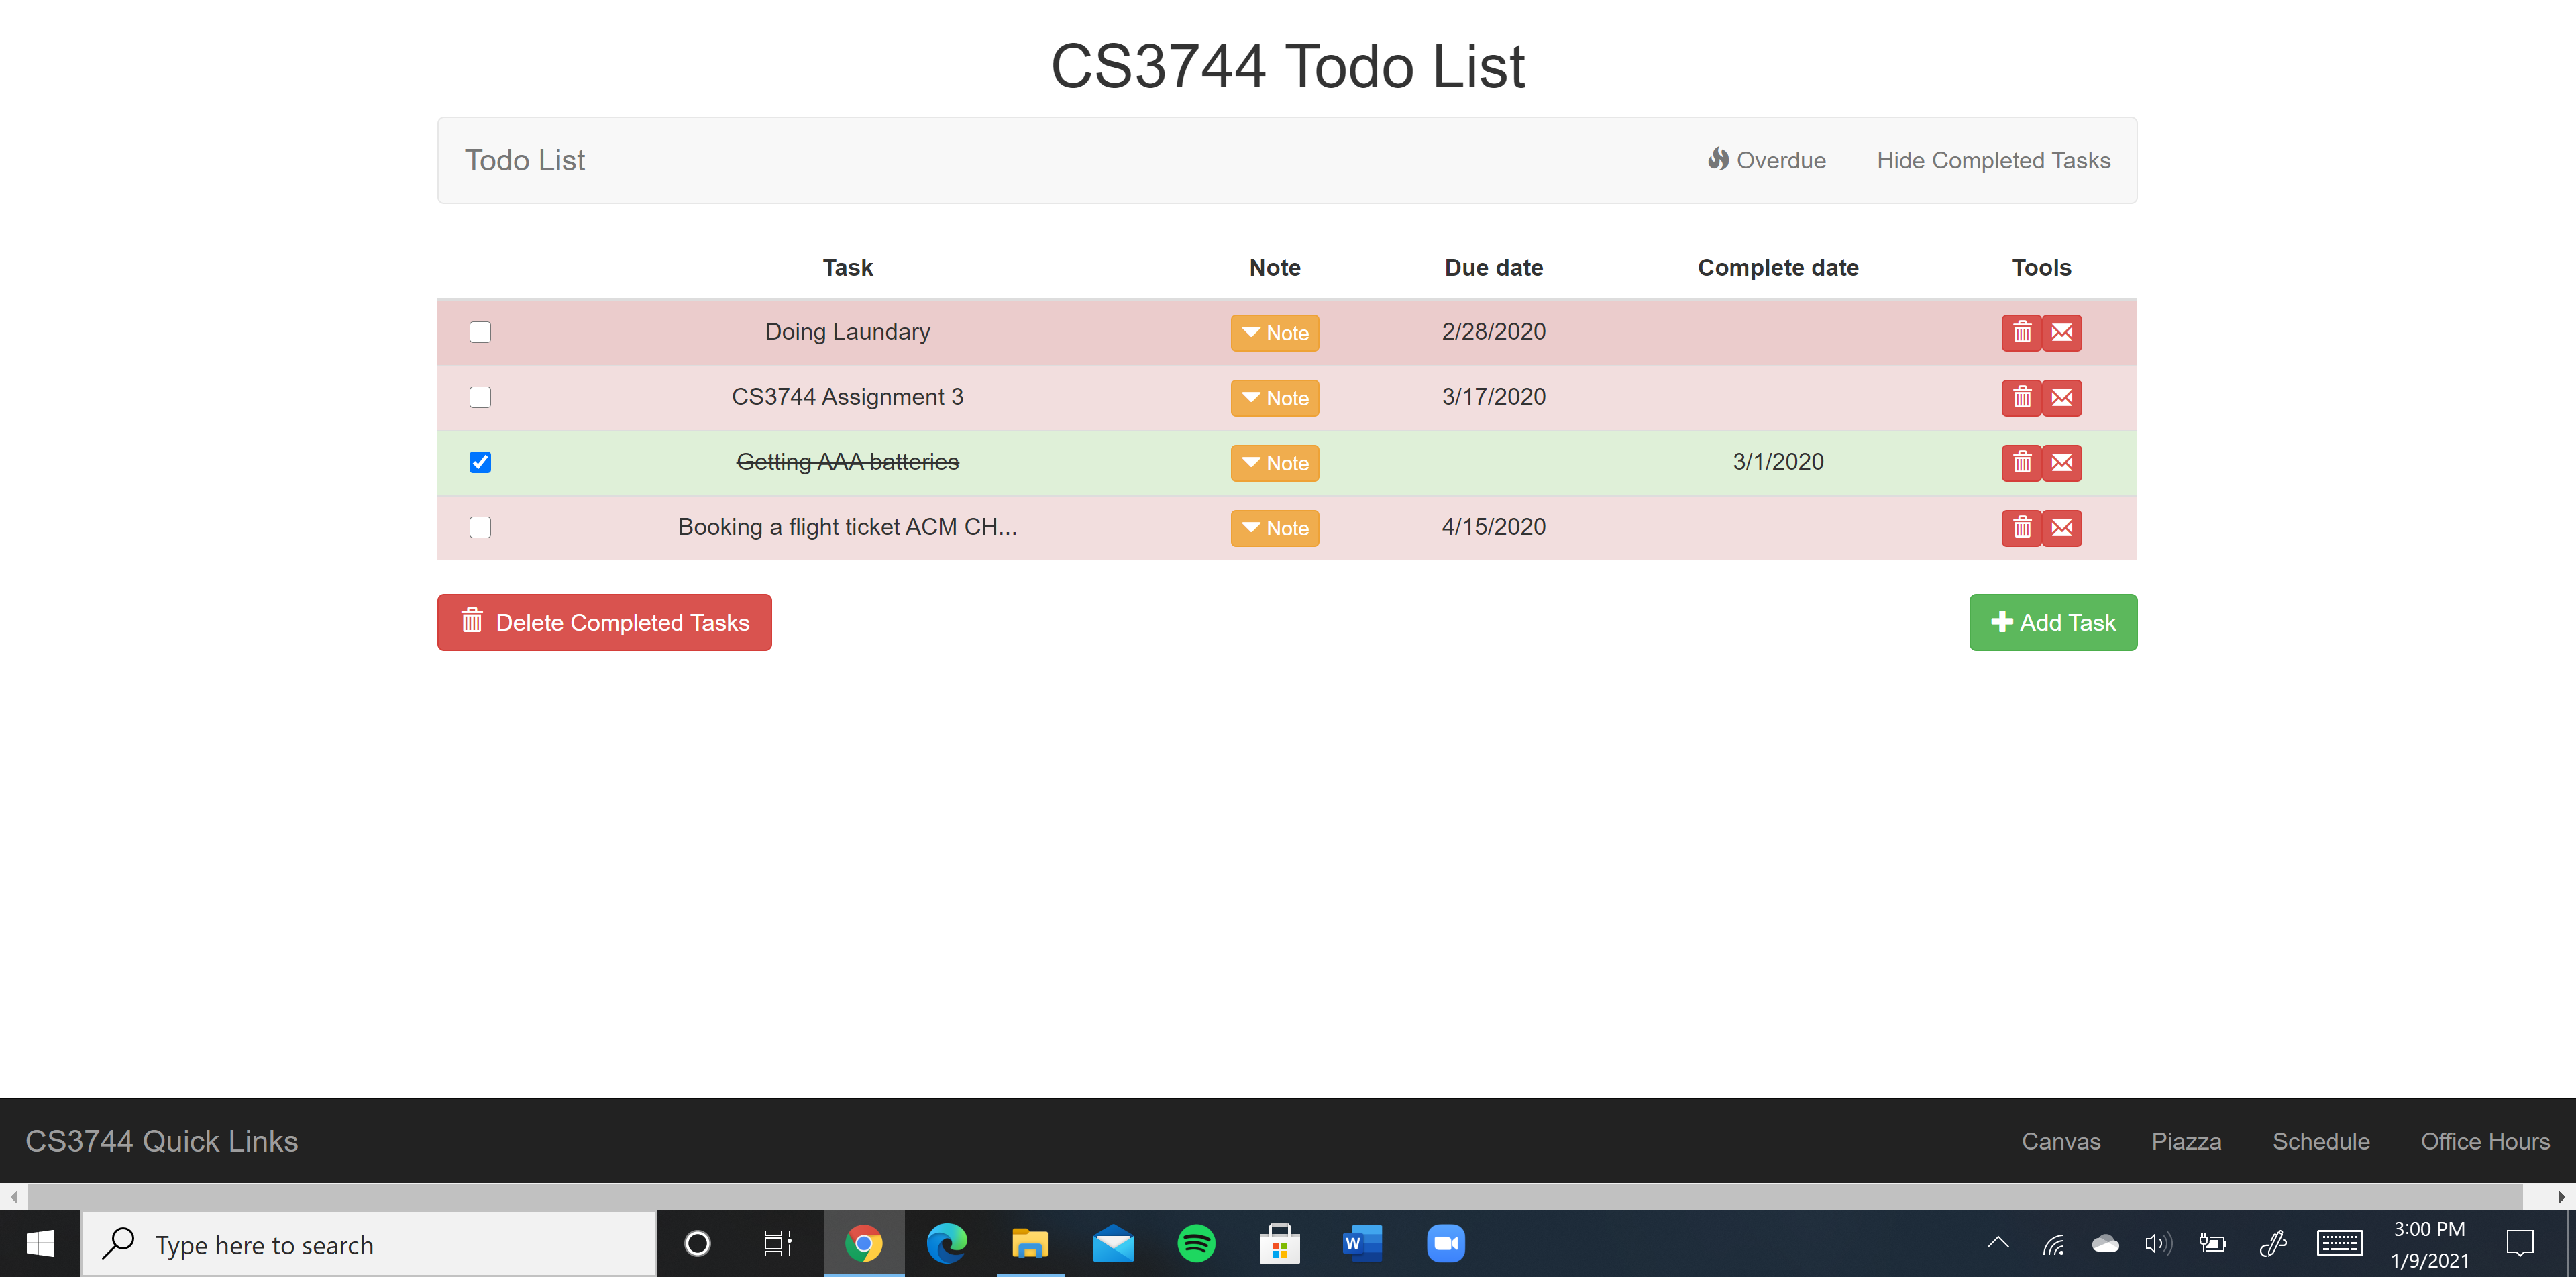 CS3744 Todo List
Todo List Overdue Hide Completed Tasks
Task Note Due date Complete date Tools
Doing Laundary Note 2/28/2020
CS3744 Assignment 3 Note 3/17/2020
Getting AAA batteries Note 3/1/2020
Booking a flight ticket ACM CH... Note 4/15/2020
Delete Completed Tasks Add Task
CS3744 Quick Links Canvas Piazza Schedule Office Hours
Type here to search W 3:00 PM
1/9/2021